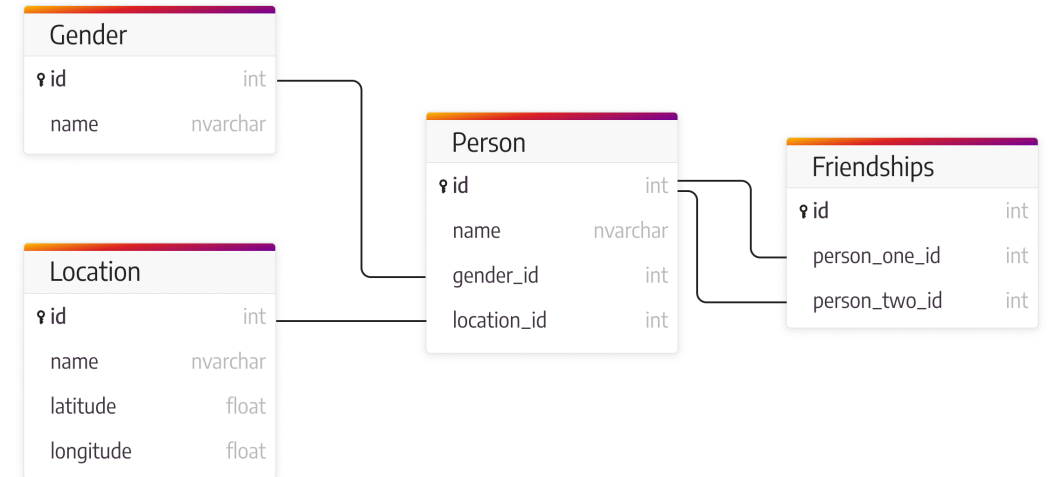 Gender
id int
name nvarchar
Location
id int
name nvarchar
latitude float
longitude float
Person
id int
name nvarchar
gender_id int
location_id int
Friendships
id int
person_one_id int
person_two_id int